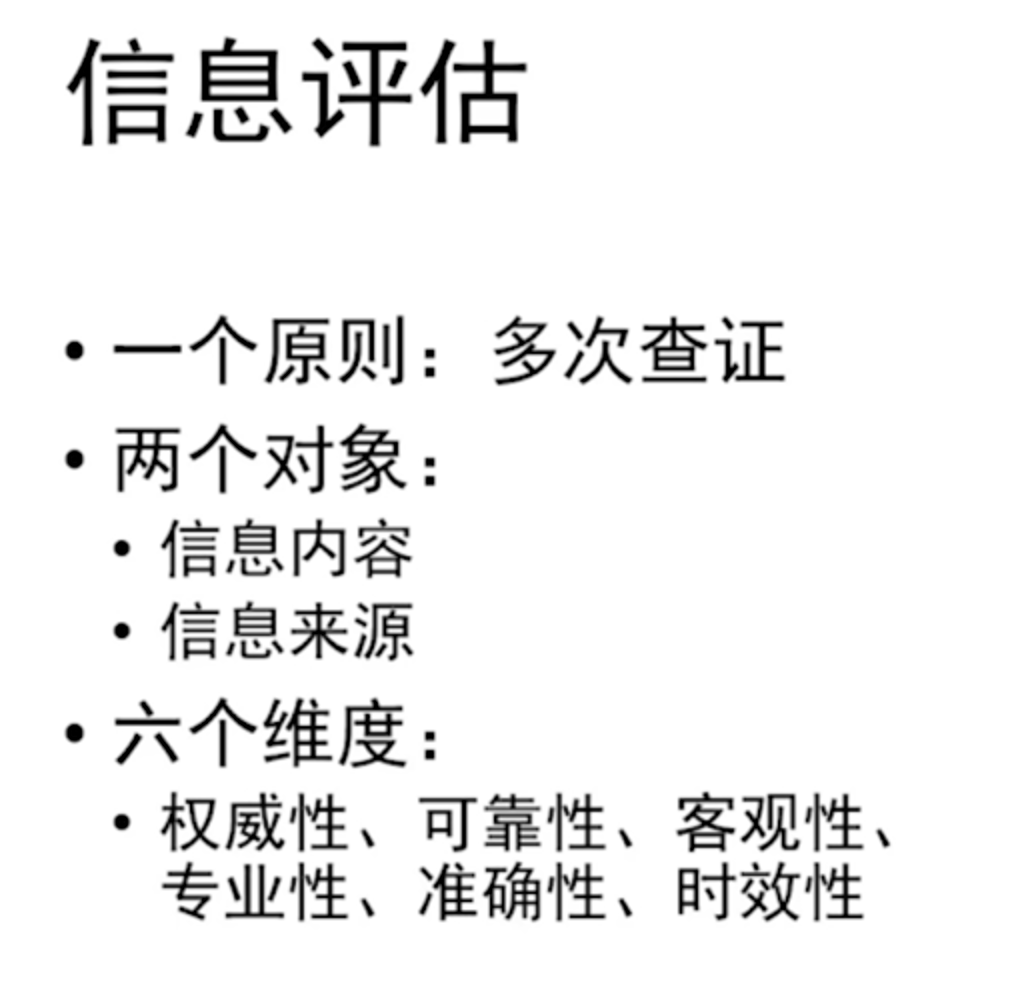 信息评估
• 一个原则：多次查证
• 两个对象：
• 信息内容
• 信息来源
• 六个维度：
• 权威性、可靠性、客观性、
专业性、准确性、时效性